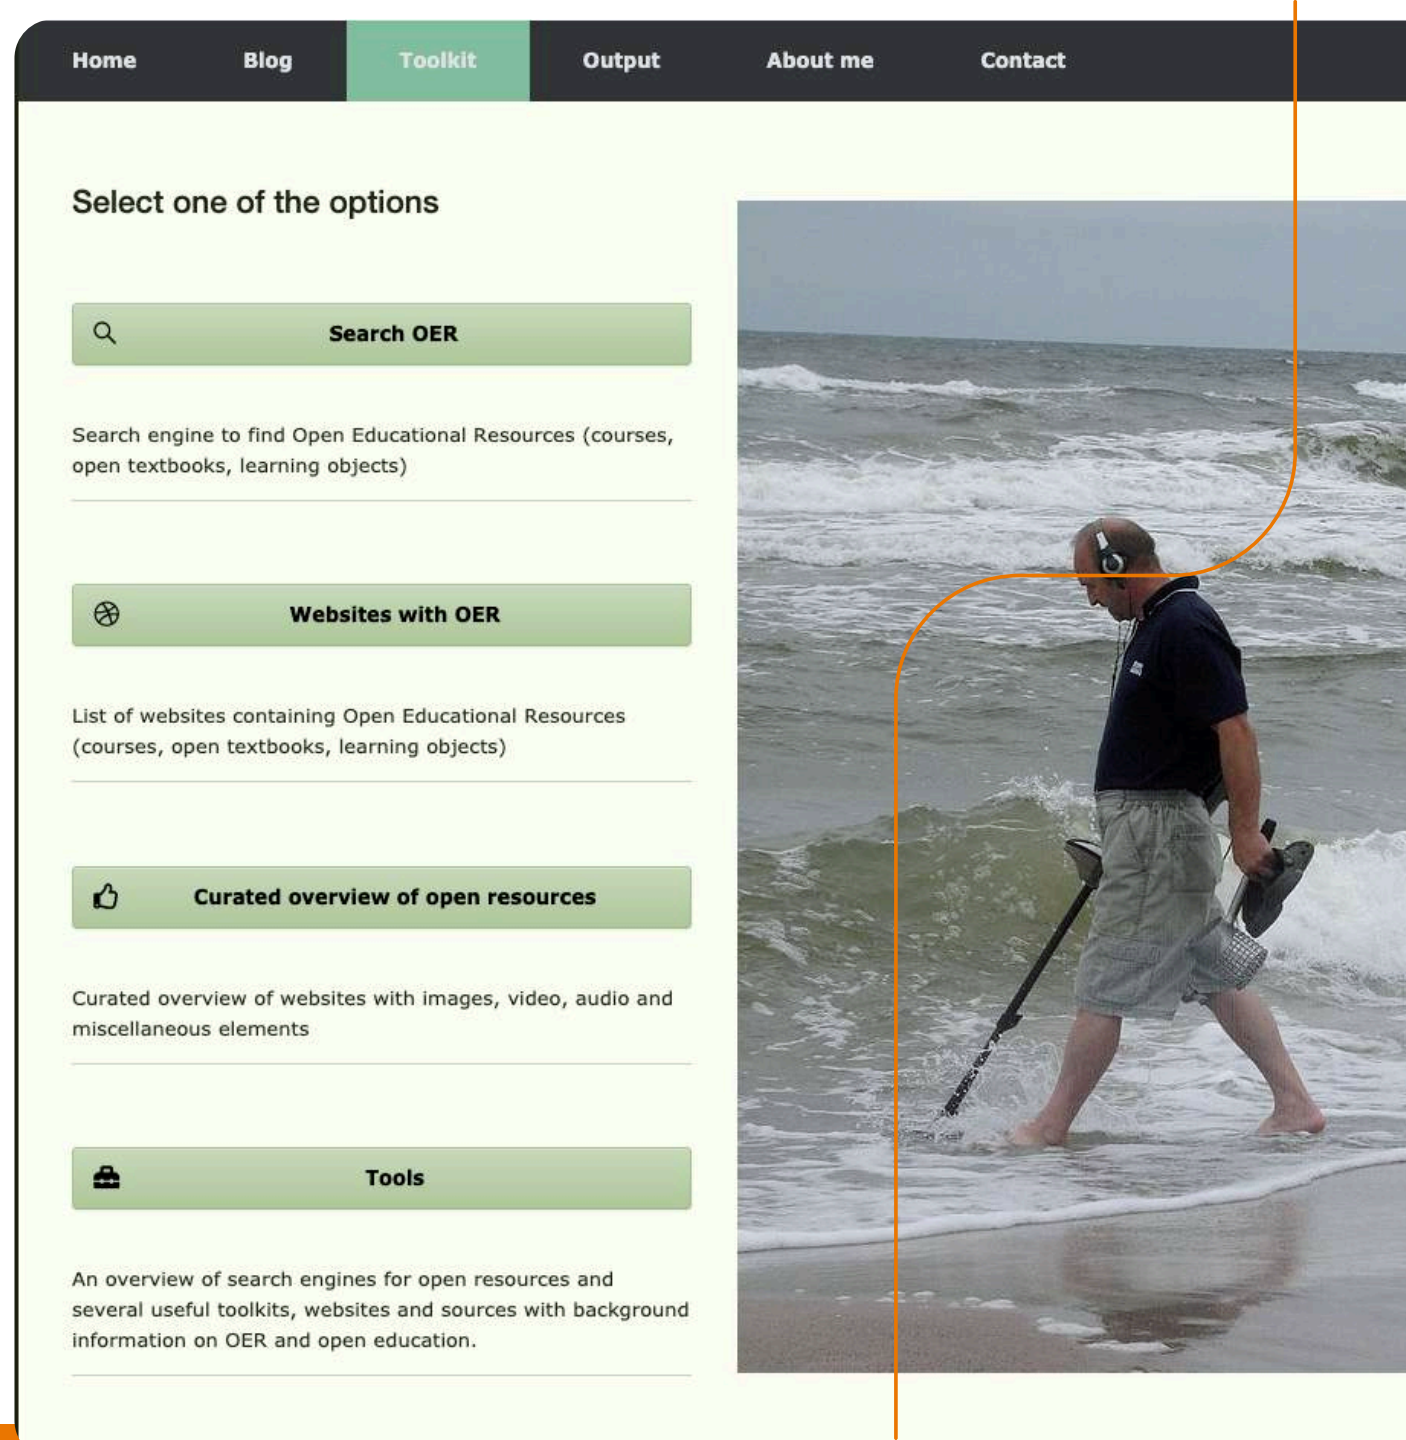 Home Blog Toolkit Output About me Contact
Select one of the options
Search OER
Search engine to find Open Educational Resources (courses,
open textbooks, learning objects)
Websites with OER
List of websites containing Open Educational Resources
(courses, open textbooks, learning objects)
Curated overview of open resources
Curated overview of websites with images, video, audio and
miscellaneous elements
Tools
An overview of search engines for open resources and
several useful toolkits, websites and sources with background
information on OER and open education.